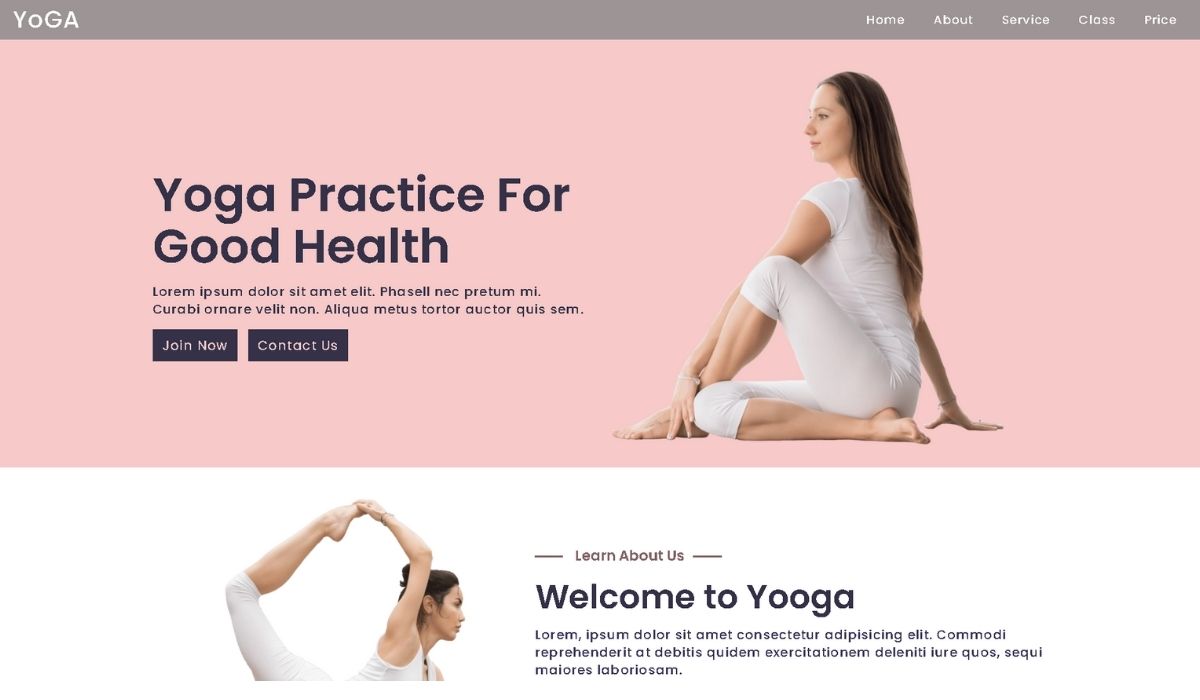 YoGA
Home About Service Class Price
Yoga Practice For
Good Health
Lorem ipsum dolor sit amet elit. Phasell nec pretum mi.
Curabi ornare velit non. Aliqua metus tortor auctor quis sem.
Join Now Contact Us
Learn About Us
Welcome to Yooga
Lorem, ipsum dolor sit amet consectetur adipisicing elit. Commodi
reprehenderit at debitis quidem exercitationem deleniti iure quos, sequi
maiores laboriosam.